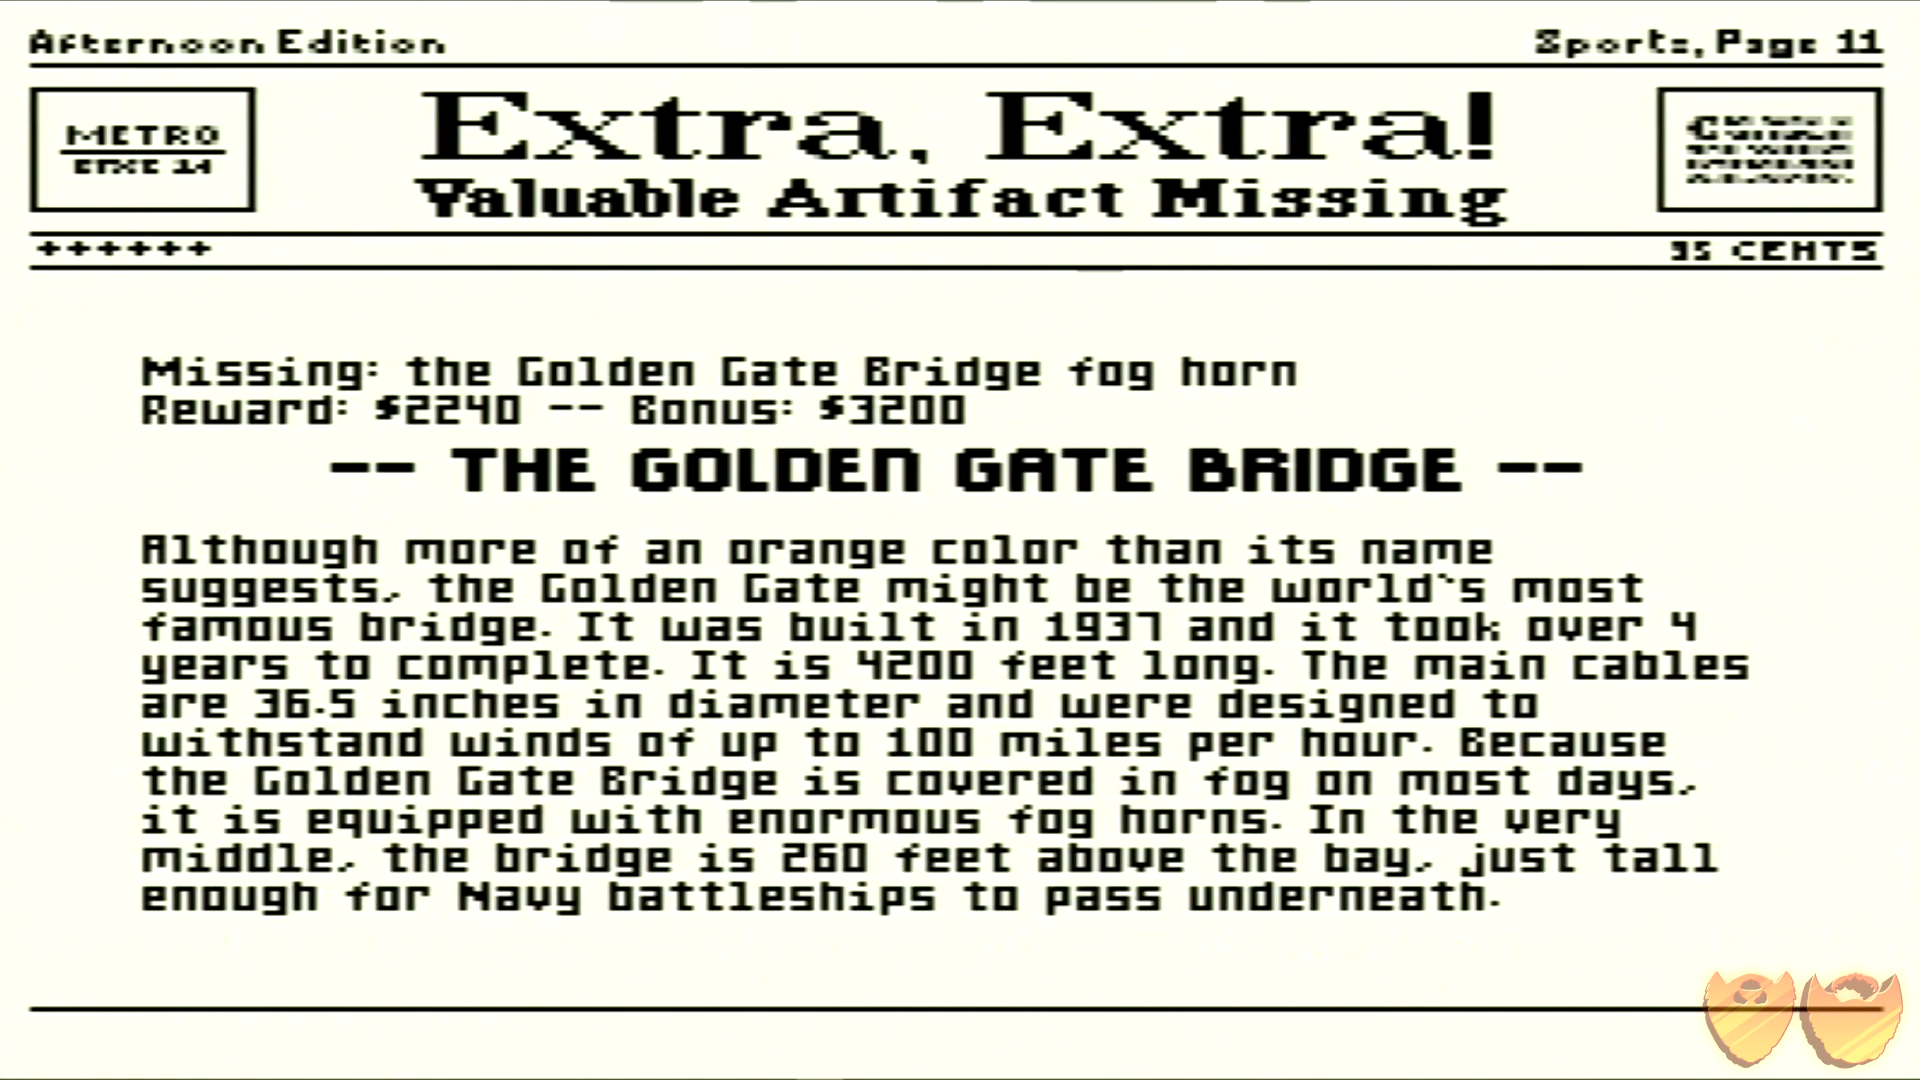 Afternoon Edition
Sports, Page 11
METRO
Extra, Extra!
Valuable Artifact Missing
++++++
35 CENTS
Missing: the Golden Gate Bridge fog horn
Reward: $2240 -- Bonus: $3200
-- THE GOLDEN GATE BRIDGE --
Although more of an orange color than its name
suggests, the Golden Gate might be the world's most
famous bridge. It was built in 1937 and it took over 4
years to complete. It is 4200 feet long. The main cables
are 36.5 inches in diameter and were designed to
withstand winds of up to 100 miles per hour. Because
the Golden Gate Bridge is covered in fog on most days,
it is equipped with enormous fog horns. In the very
middle, the bridge is 260 feet above the bay, just tall
enough for Navy battleships to pass underneath.